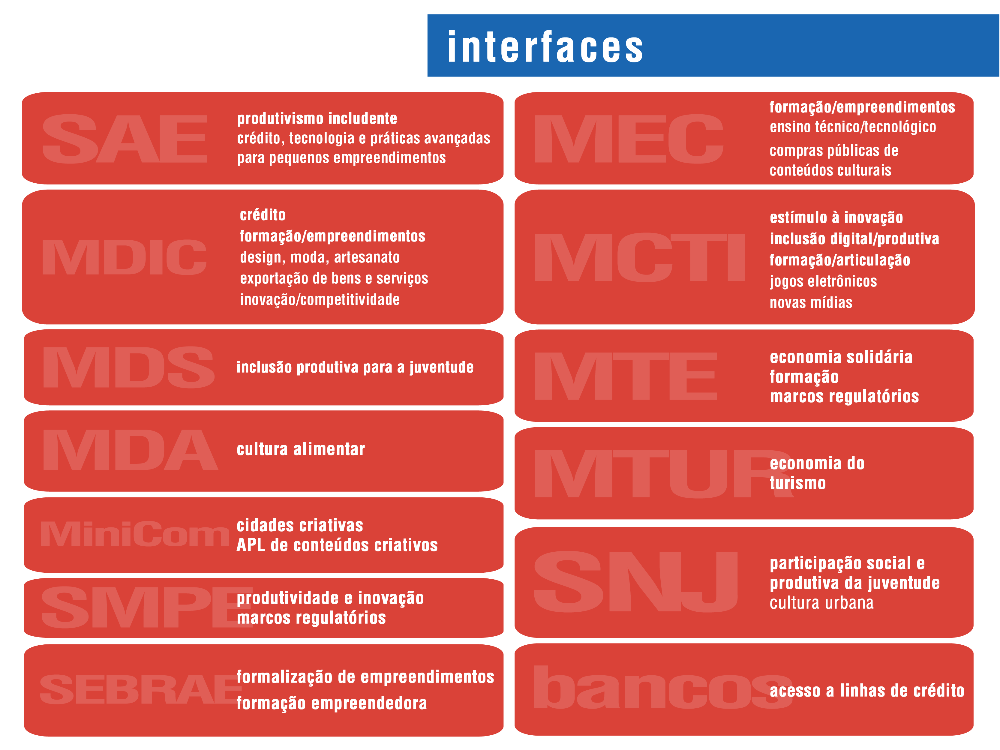 interfaces
SAE
produtivismo includente
crédito, tecnologia e práticas avançadas
para pequenos empreendimentos
MDIC
crédito
formação/empreendimentos
design, moda, artesanato
exportação de bens e serviços
inovação/competitividade
MDS
inclusão produtiva para a juventude
MDA
cultura alimentar
MiniCom
cidades criativas
APL de conteúdos criativos
SMPE
produtividade e inovação
marcos regulatórios
SEBRAE
formalização de empreendimentos
formação empreendedora
MEC
formação/empreendimentos
ensino técnico/tecnológico
compras públicas de
conteúdos culturais
MCTI
estímulo à inovação
inclusão digital/produtiva
formação/articulação
jogos eletrônicos
novas mídias
MTE
economia solidária
formação
marcos regulatórios
MTUR
economia do
turismo
SNJ
participação social e
produtiva da juventude
cultura urbana
bancos
acesso a linhas de crédito